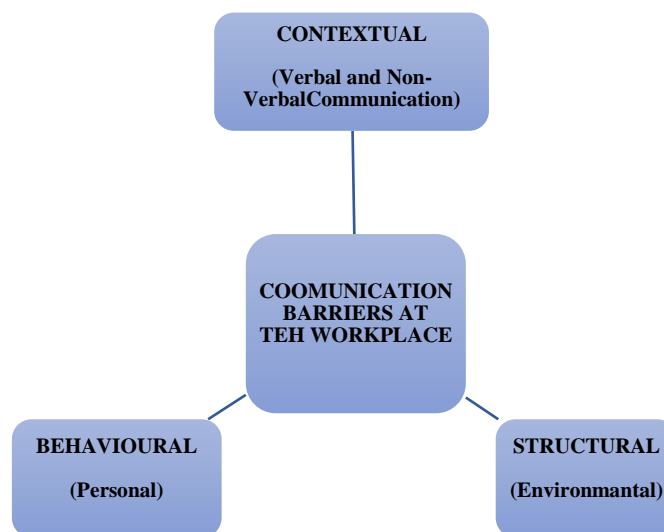 CONTEXTUAL
(Verbal and Non-
VerbalCommunication)
COOMUNICATION
BARRIERS AT
TEH WORKPLACE
BEHAVIOURAL
(Personal)
STRUCTURAL
(Environmantal)